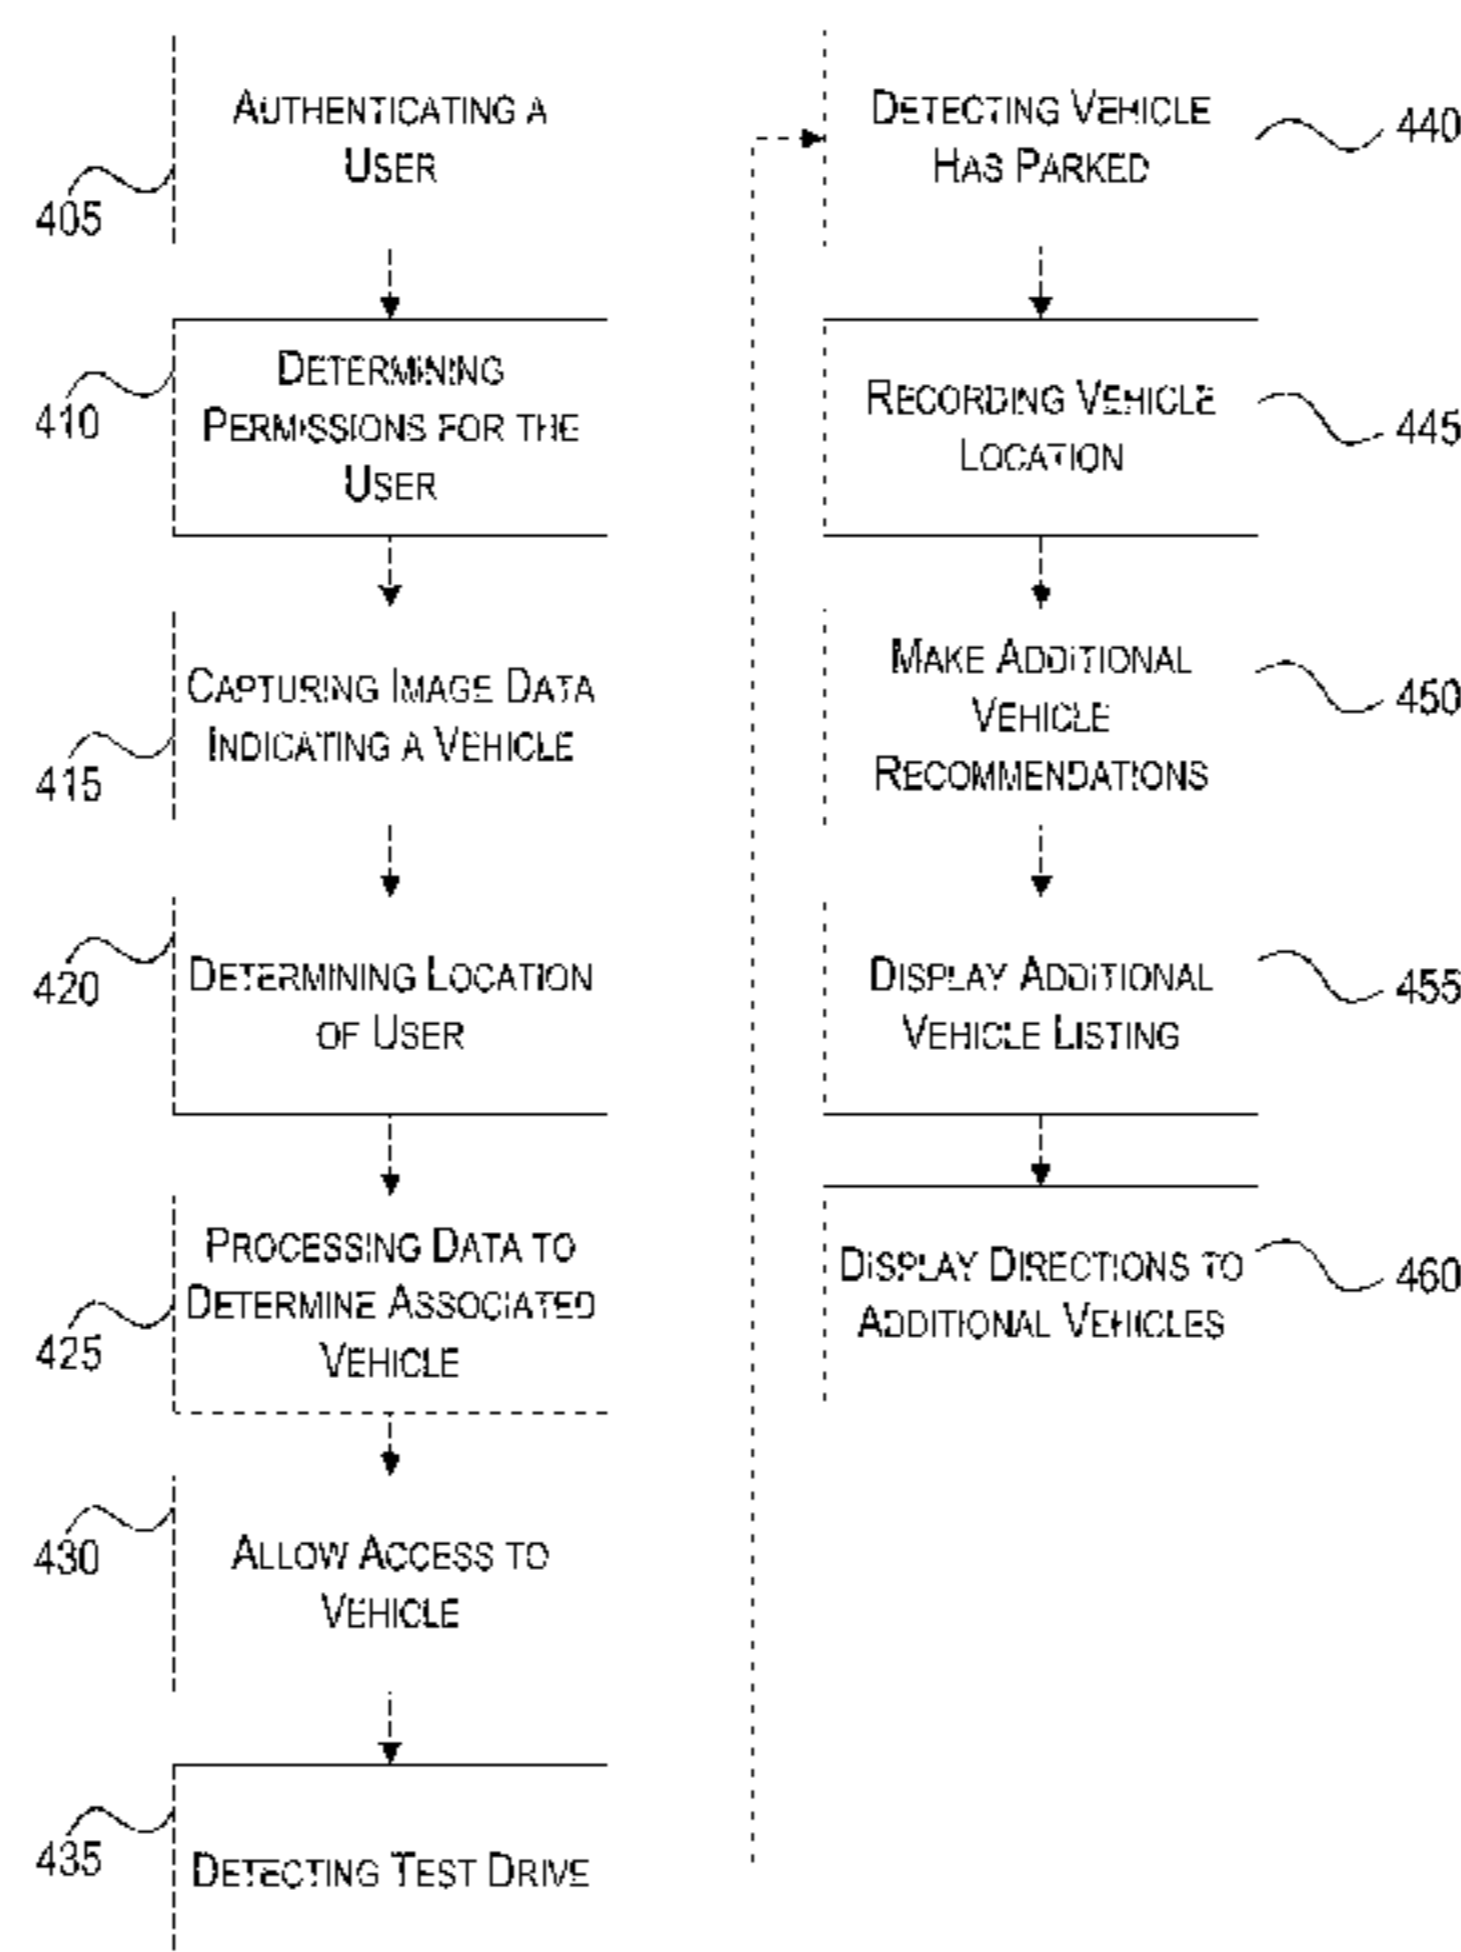 AUTHENTICATING A
USER
405
DETERMINING
PERMISSIONS FOR THE
USER
410
CAPTURING IMAGE DATA
INDICATING A VEHICLE
415
DETERMINING LOCATION
OF USER
420
PROCESSING DATA TO
DETERMINE ASSOCIATED
VEHICLE
425
ALLOW ACCESS TO
VEHICLE
430
DETECTING TEST DRIVE
435
DETECTING VEHICLE
HAS PARKED
440
RECORDING VEHICLE
LOCATION
445
MAKE ADDITIONAL
VEHICLE
RECOMMENDATIONS
450
DISPLAY ADDITIONAL
VEHICLE LISTING
455
DISPLAY DIRECTIONS TO
ADDITIONAL VEHICLES
460